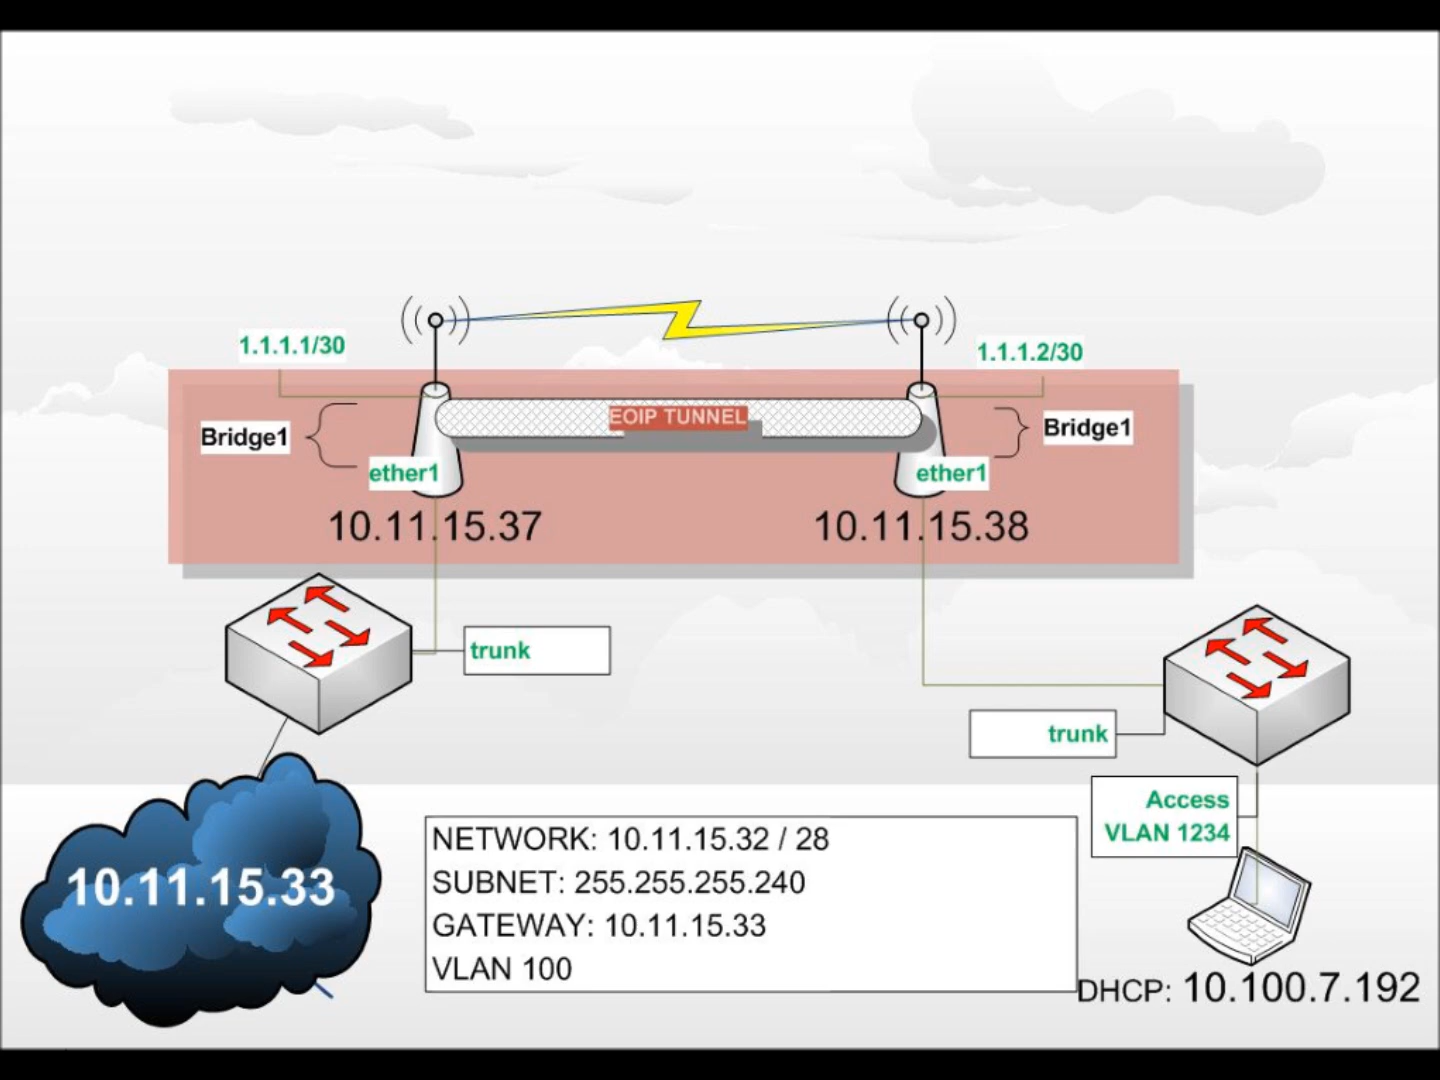 1.1.1.1/30
1.1.1.2/30
EOIP TUNNEL
Bridge1
Bridge1
ether1
ether1
10.11.15.37
10.11.15.38
trunk
trunk
Access
VLAN 1234
10.11.15.33
NETWORK: 10.11.15.32 / 28
SUBNET: 255.255.255.240
GATEWAY: 10.11.15.33
VLAN 100
DHCP: 10.100.7.192